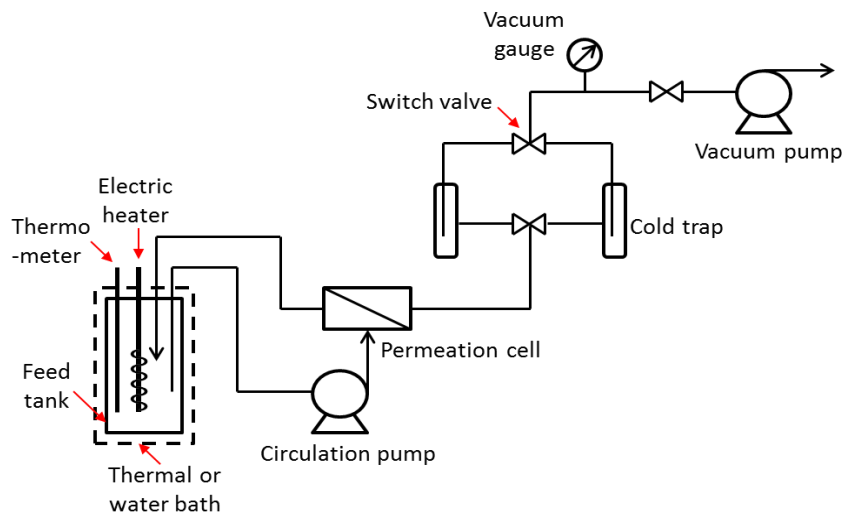 Vacuum
gauge
Switch valve
Vacuum pump
Electric
heater
Thermo
-meter
Cold trap
Permeation cell
Feed
tank
Circulation pump
Thermal or
water bath